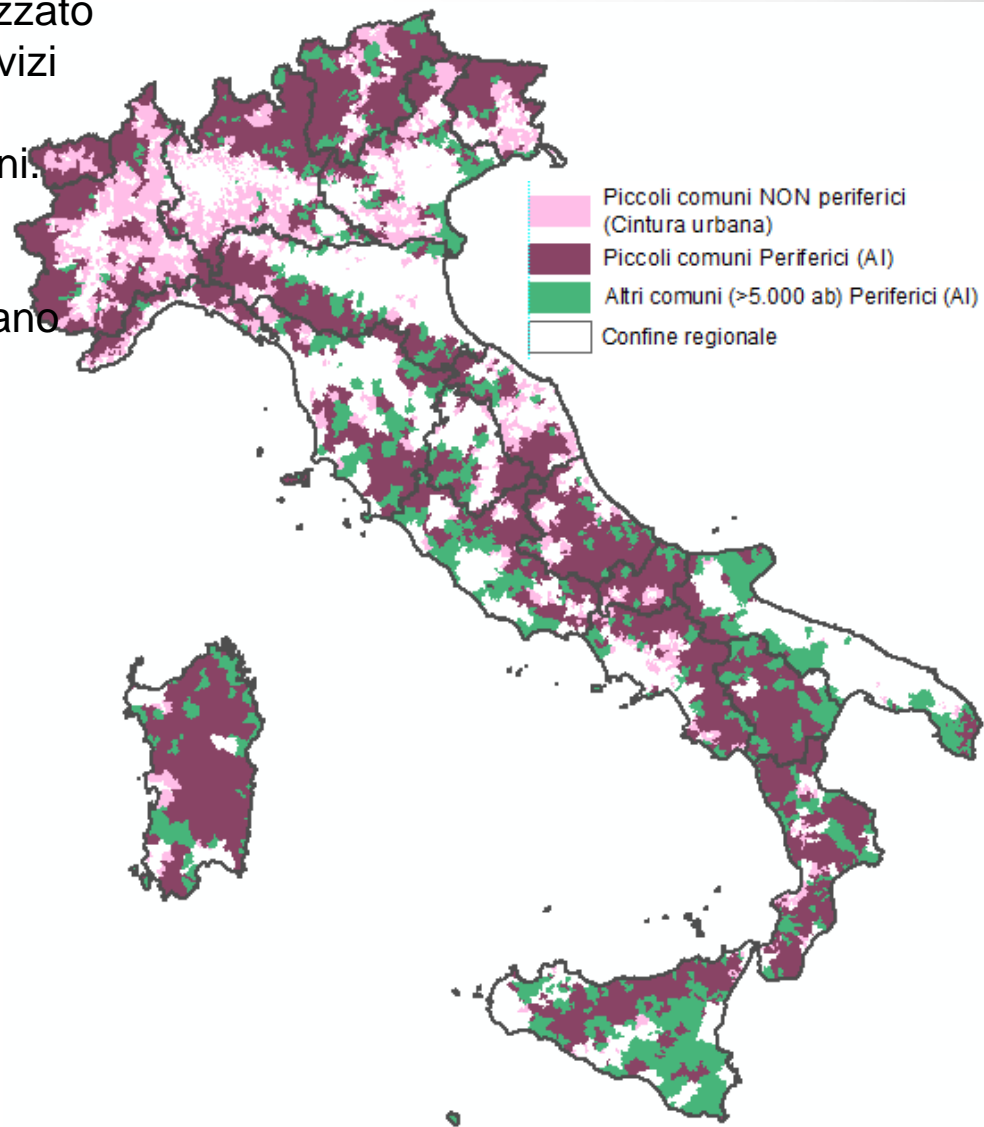 zzato
vizi
ni.
ano
Piccoli comuni NON periferici
(Cintura urbana)
Piccoli comuni Periferici (AI)
Altri comuni (>5.000 ab) Periferici (AI)
Confine regionale